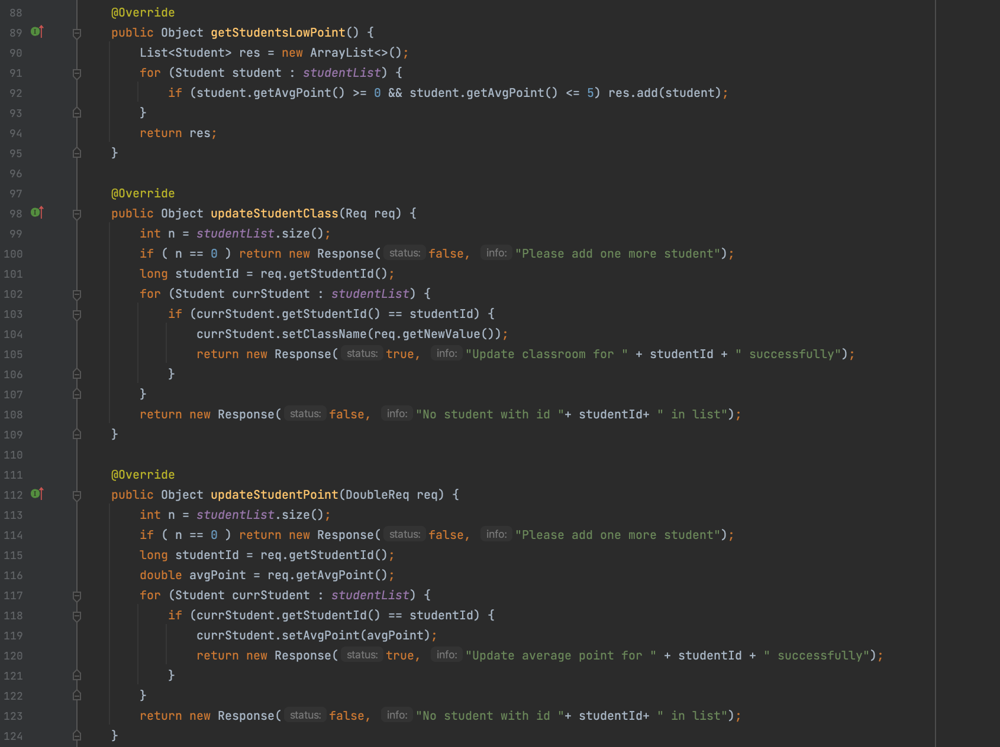 88 @Override
89 public Object getStudentsLowPoint() {
90 List<Student> res = new ArrayList<>();
91 for (Student student : studentList) {
92 if (student.getAvgPoint() >= 0 && student.getAvgPoint() <= 5) res.add(student);
93 }
94 return res;
95 }
96
97 @Override
98 public Object updateStudentClass(Req req) {
99 int n = studentList.size();
100 if ( n == 0 ) return new Response( status: false, info: "Please add one more student");
101 long studentId = req.getStudentId();
102 for (Student currStudent : studentList) {
103 if (currStudent.getStudentId() == studentId) {
104 currStudent.setClassName(req.getNewValue());
105 return new Response( status: true, info: "Update classroom for " + studentId + " successfully");
106 }
107 }
108 return new Response( status: false, info: "No student with id "+ studentId+ " in list");
109 }
110
111 @Override
112 public Object updateStudentPoint(DoubleReq req) {
113 int n = studentList.size();
114 if ( n == 0 ) return new Response( status: false, info: "Please add one more student");
115 long studentId = req.getStudentId();
116 double avgPoint = req.getAvgPoint();
117 for (Student currStudent : studentList) {
118 if (currStudent.getStudentId() == studentId) {
119 currStudent.setAvgPoint(avgPoint);
120 return new Response( status: true, info: "Update average point for " + studentId + " successfully");
121 }
122 }
123 return new Response( status: false, info: "No student with id "+ studentId+ " in list");
124 }